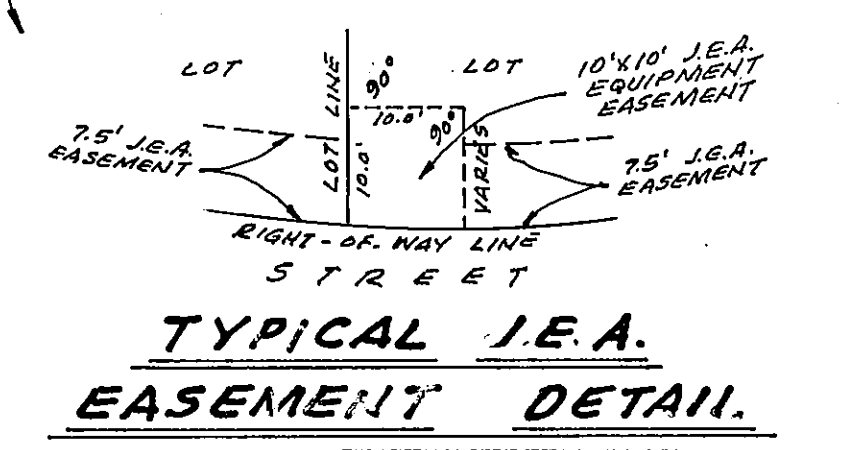 LOT
LOT LINE
90°
LOT
10'X10' J.E.A.
EQUIPMENT
EASEMENT
10.0'
90°
7.5' J.E.A.
EASEMENT
10.0'
VARIES
7.5' J.E.A.
EASEMENT
RIGHT-OF-WAY LINE
STREET
TYPICAL J.E.A.
EASEMENT DETAIL.